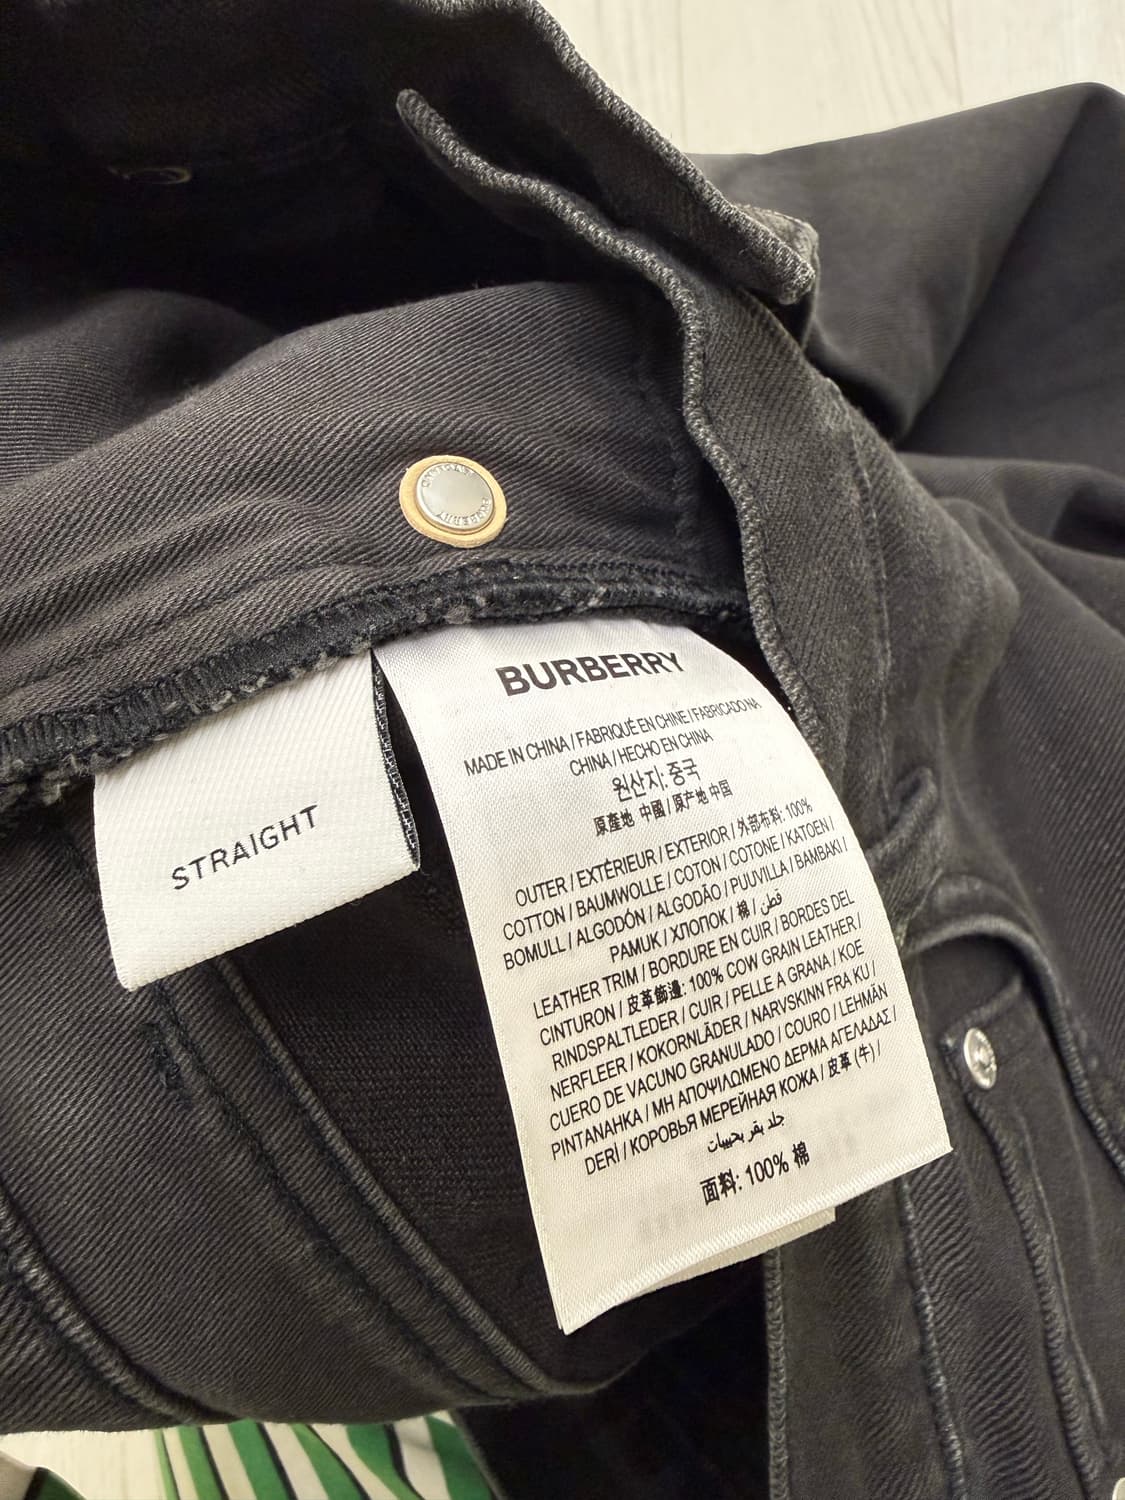 BURBERRY
STRAIGHT
BURBERRY
MADE IN CHINA / FABRIQUÉ EN CHINE / FABRICADO NA
CHINA / HECHO EN CHINA
원산지: 중국
原產地 中國 / 原产地 中国
OUTER / EXTÉRIEUR / EXTERIOR / 外部布料: 100%
COTTON / BAUMWOLLE / COTON / COTONE / KATOEN /
BOMULL / ALGODÓN / ALGODÃO / PUUVILLA / BAMBAKI /
PAMUK / ХЛОПОК / 棉 / قطن
LEATHER TRIM / BORDURE EN CUIR / BORDES DEL
CINTURON / 皮革飾邊: 100% COW GRAIN LEATHER /
RINDSPALTLEDER / CUIR / PELLE A GRANA / KOE
NERFLEER / KOKORNLÄDER / NARVSKINN FRA KU /
CUERO DE VACUNO GRANULADO / COURO / LEHMÄN
PINTANAHKA / ΜΗ ΑΠΟΨΙΛΩΜΕΝΟ ΔΕΡΜΑ ΑΓΕΛΑΔΑΣ /
DERİ / КОРОВЬЯ МЕРЕЙНАЯ КОЖА / 皮革 (牛) /
جلد بقر بحبيبات
面料: 100% 棉